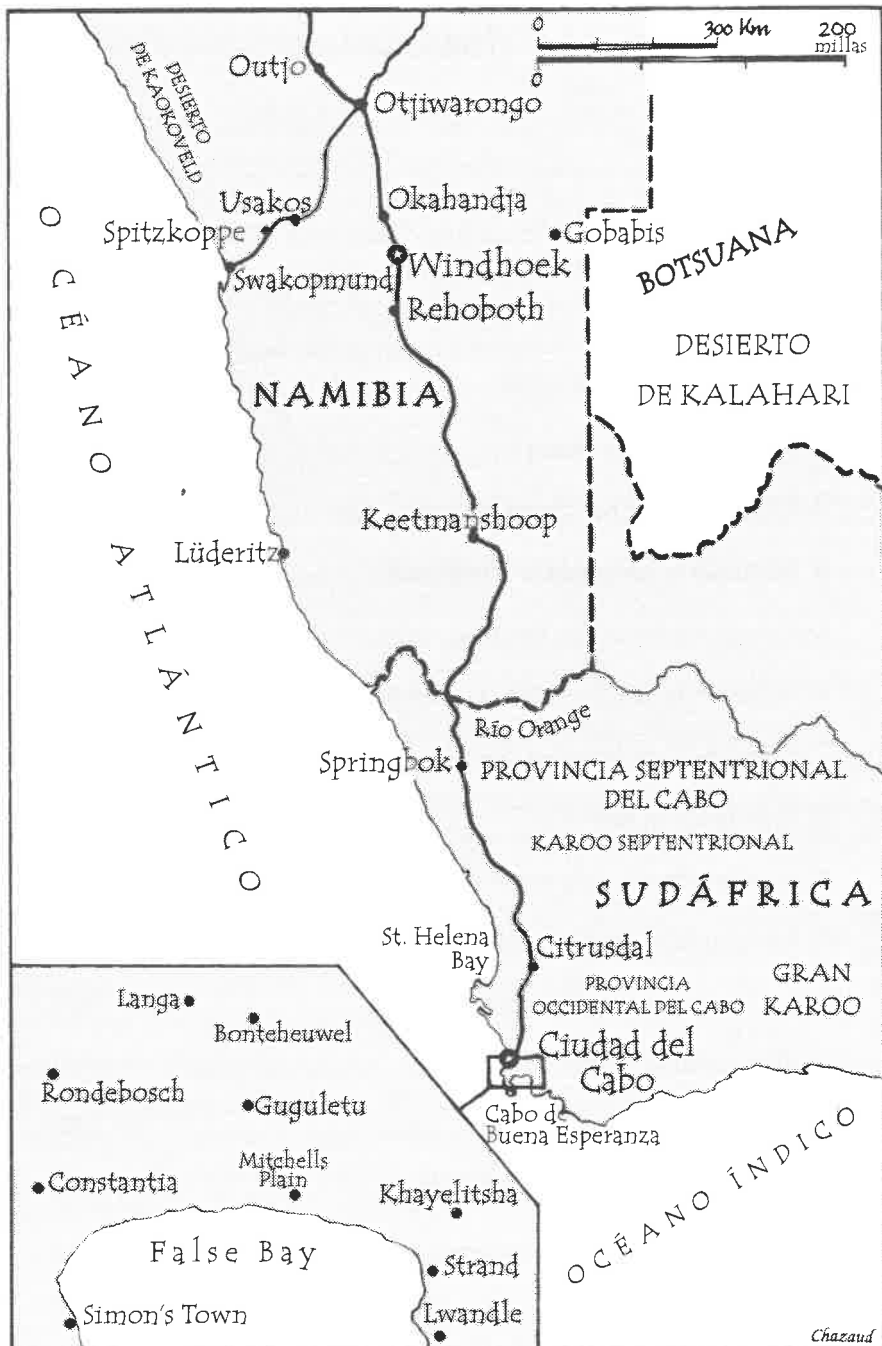 0
300 Km
200
millas
0
Outjo
Otjiwarongo
DESIERTO
DE KAOKOVELD
Usakos
Okahandja
Spitzkoppe
Gobabis
Swakopmund
Windhoek
Rehoboth
BOTSUANA
DESIERTO
DE KALAHARI
NAMIBIA
OCÉANO ATLÁNTICO
Keetmanshoop
Lüderitz
Río Orange
Springbok
PROVINCIA SEPTENTRIONAL
DEL CABO
KAROO SEPTENTRIONAL
SUDÁFRICA
St. Helena
Bay
Citrusdal
PROVINCIA
OCCIDENTAL DEL CABO
GRAN
KAROO
Ciudad del
Cabo
Cabo d
Buena Esperanza
OCÉANO ÍNDICO
Langa
Bonteheuwel
Rondebosch
Guguletu
Mitchells
Plain
Constantia
Khayelitsha
False Bay
Strand
Simon's Town
Lwandle
Chazaud